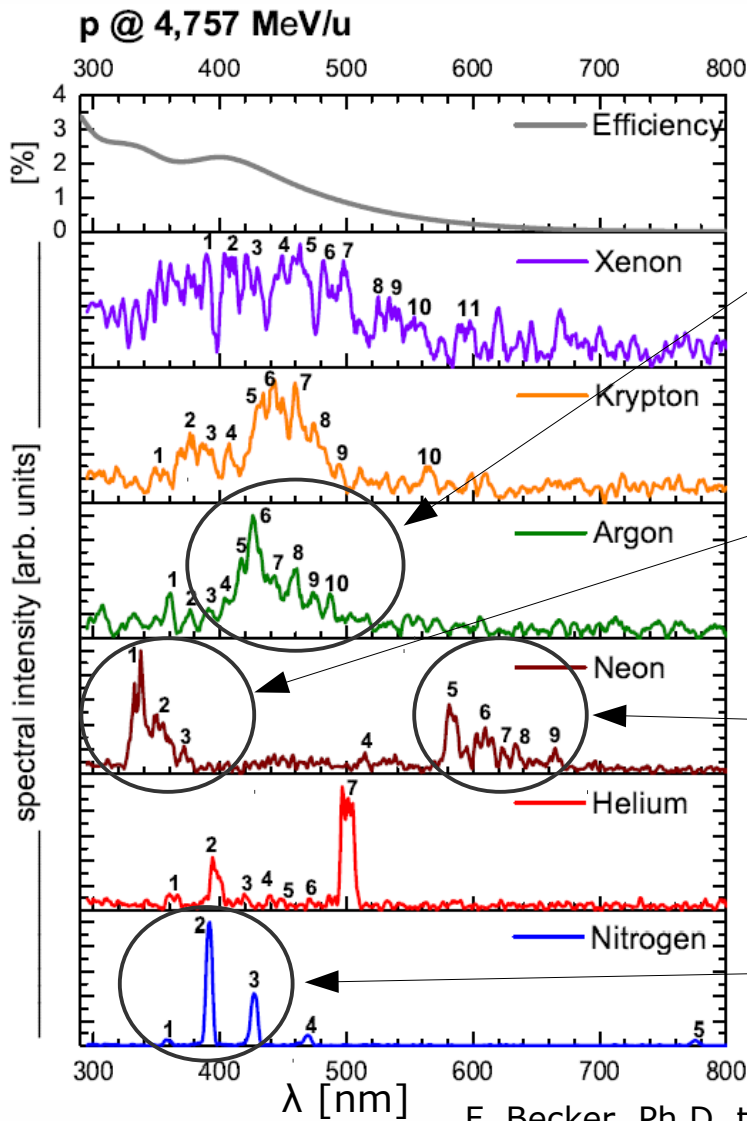 p @ 4,757 MeV/u
300 400 500 600 700 800
4
3
2
1
0
[%]
Efficiency
spectral intensity [arb. units]
Xenon
1 2 3 4 5 6 7 8 9 10 11
Krypton
1 2 3 4 5 6 7 8 9 10
Argon
1 2 3 4 5 6 7 8 9 10
Neon
1 2 3 4 5 6 7 8 9
Helium
1 2 3 4 5 6 7
Nitrogen
1 2 3 4 5
300 400 500 600 700 800
λ [nm]
F. Becker, Ph.D. t